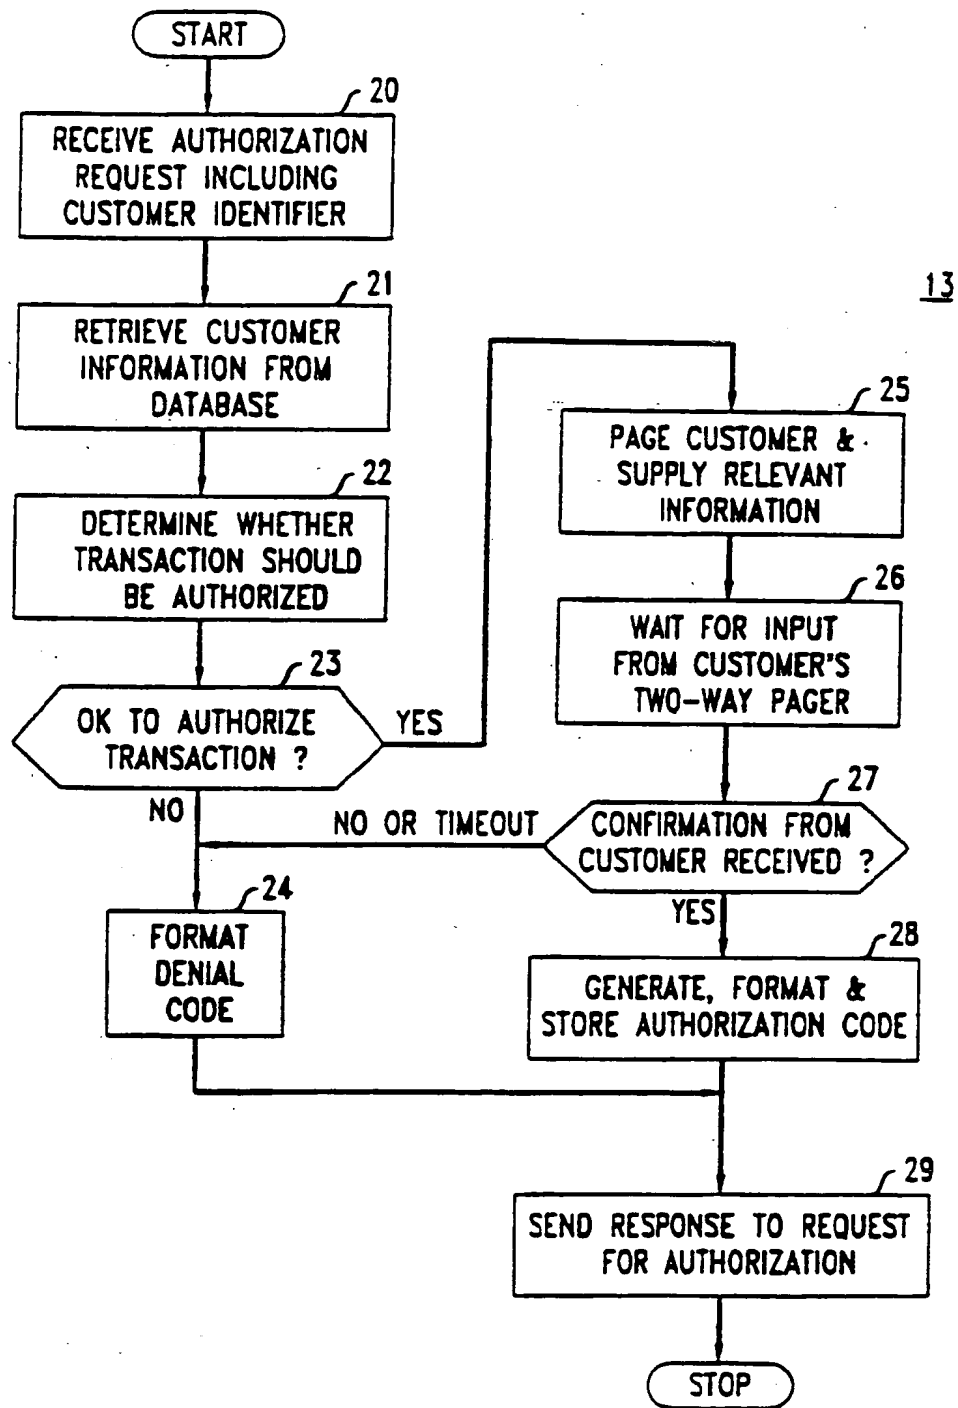 START
20
RECEIVE AUTHORIZATION
REQUEST INCLUDING
CUSTOMER IDENTIFIER
21
RETRIEVE CUSTOMER
INFORMATION FROM
DATABASE
22
DETERMINE WHETHER
TRANSACTION SHOULD
BE AUTHORIZED
23
OK TO AUTHORIZE
TRANSACTION ?
YES
NO
24
FORMAT
DENIAL
CODE
13
25
PAGE CUSTOMER &
SUPPLY RELEVANT
INFORMATION
26
WAIT FOR INPUT
FROM CUSTOMER'S
TWO-WAY PAGER
27
CONFIRMATION FROM
CUSTOMER RECEIVED ?
NO OR TIMEOUT
YES
28
GENERATE, FORMAT &
STORE AUTHORIZATION CODE
29
SEND RESPONSE TO REQUEST
FOR AUTHORIZATION
STOP